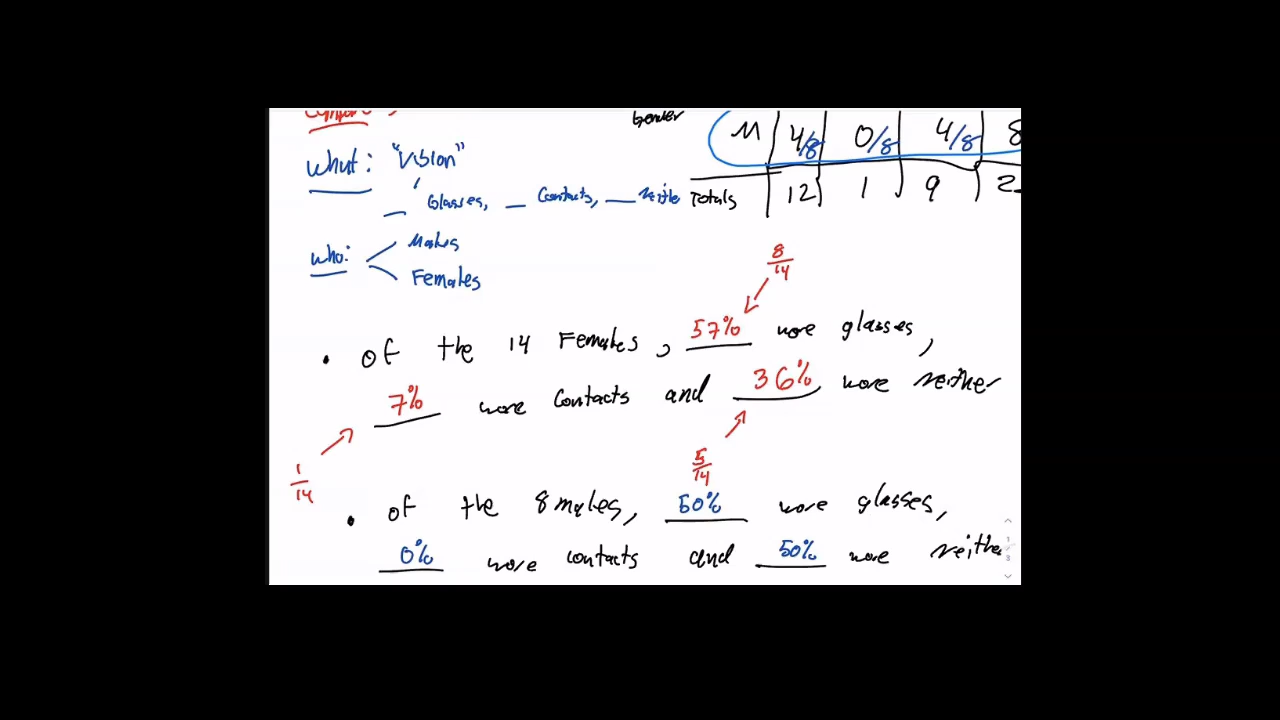 Gender
M 4/8 0/8 4/8 8
Totals 12 1 9 2
what: "Vision"
Glasses, Contacts, Neithe
who: Males
Females
8/14
• of the 14 Females, 57% wore glasses,
7% wore contacts and 36% wore neither
1/14
5/14
• of the 8 males, 50% wore glasses,
0% wore contacts and 50% wore neither